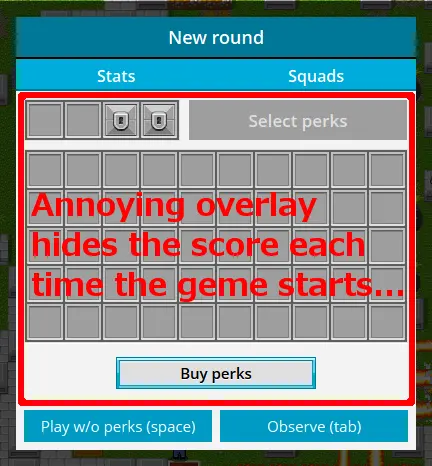 New round
Stats Squads
Select perks
Annoying overlay
hides the score each
time the geme starts...
Buy perks
Play w/o perks (space) Observe (tab)